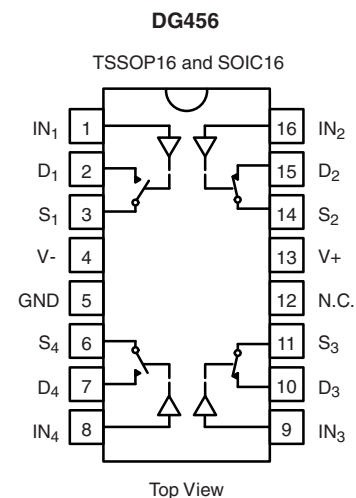 DG456
TSSOP16 and SOIC16
IN1 1 16 IN2
D1 2 15 D2
S1 3 14 S2
V- 4 13 V+
GND 5 12 N.C.
S4 6 11 S3
D4 7 10 D3
IN4 8 9 IN3
Top View